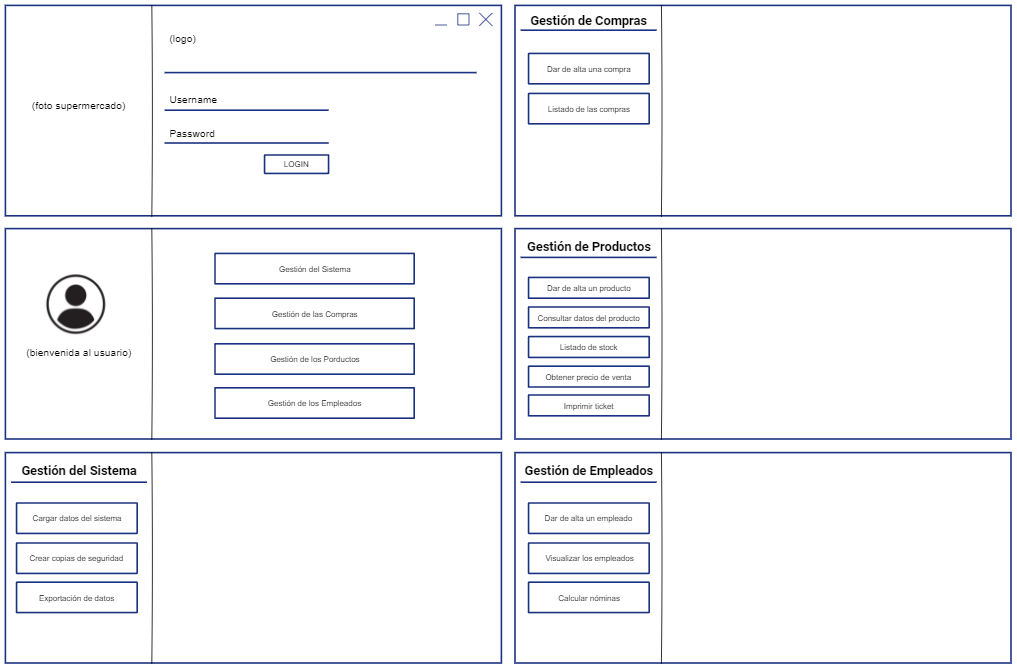 (logo)
(foto supermercado)
Username
Password
LOGIN
Gestión de Compras
Dar de alta una compra
Listado de las compras
(bienvenida al usuario)
Gestión del Sistema
Gestión de las Compras
Gestión de los Porductos
Gestión de los Empleados
Gestión de Productos
Dar de alta un producto
Consultar datos del producto
Listado de stock
Obtener precio de venta
Imprimir ticket
Gestión del Sistema
Cargar datos del sistema
Crear copias de seguridad
Exportación de datos
Gestión de Empleados
Dar de alta un empleado
Visualizar los empleados
Calcular nóminas